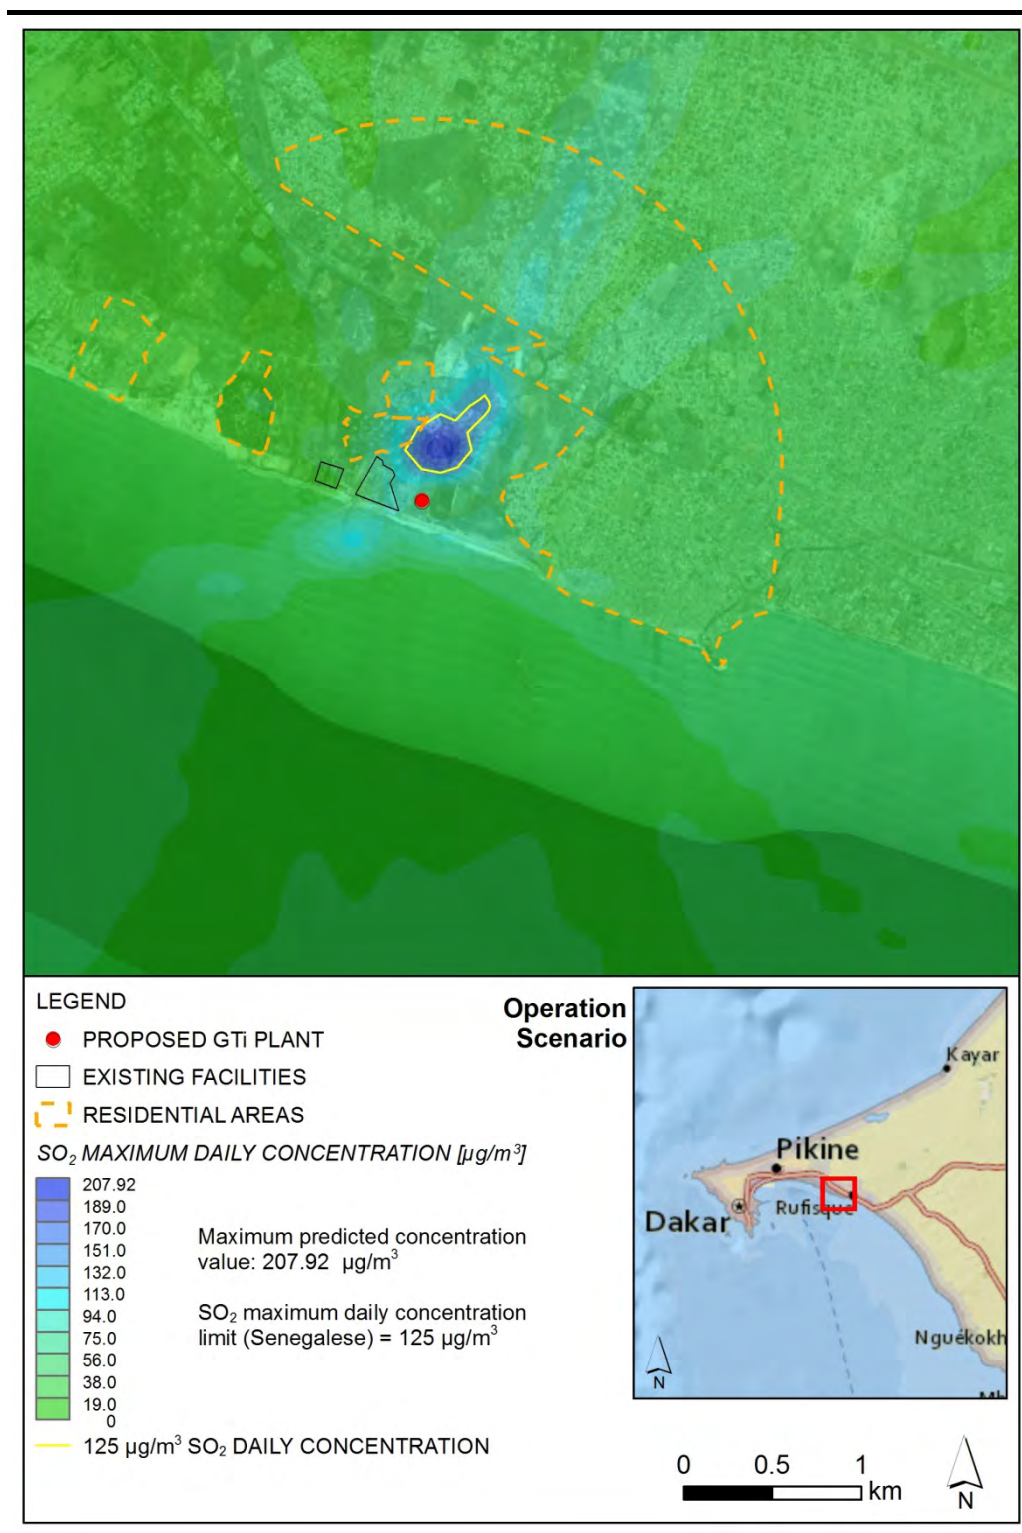 LEGEND
PROPOSED GTi PLANT
EXISTING FACILITIES
RESIDENTIAL AREAS
SO₂ MAXIMUM DAILY CONCENTRATION [µg/m³]
207.92
189.0
170.0
151.0
132.0
113.0
94.0
75.0
56.0
38.0
19.0
0
Maximum predicted concentration
value: 207.92 µg/m³
SO₂ maximum daily concentration
limit (Senegalese) = 125 µg/m³
125 µg/m³ SO₂ DAILY CONCENTRATION
Operation
Scenario
Kayar
Pikine
Dakar
Rufisque
Nguékokh
N
0 0.5 1
km
N